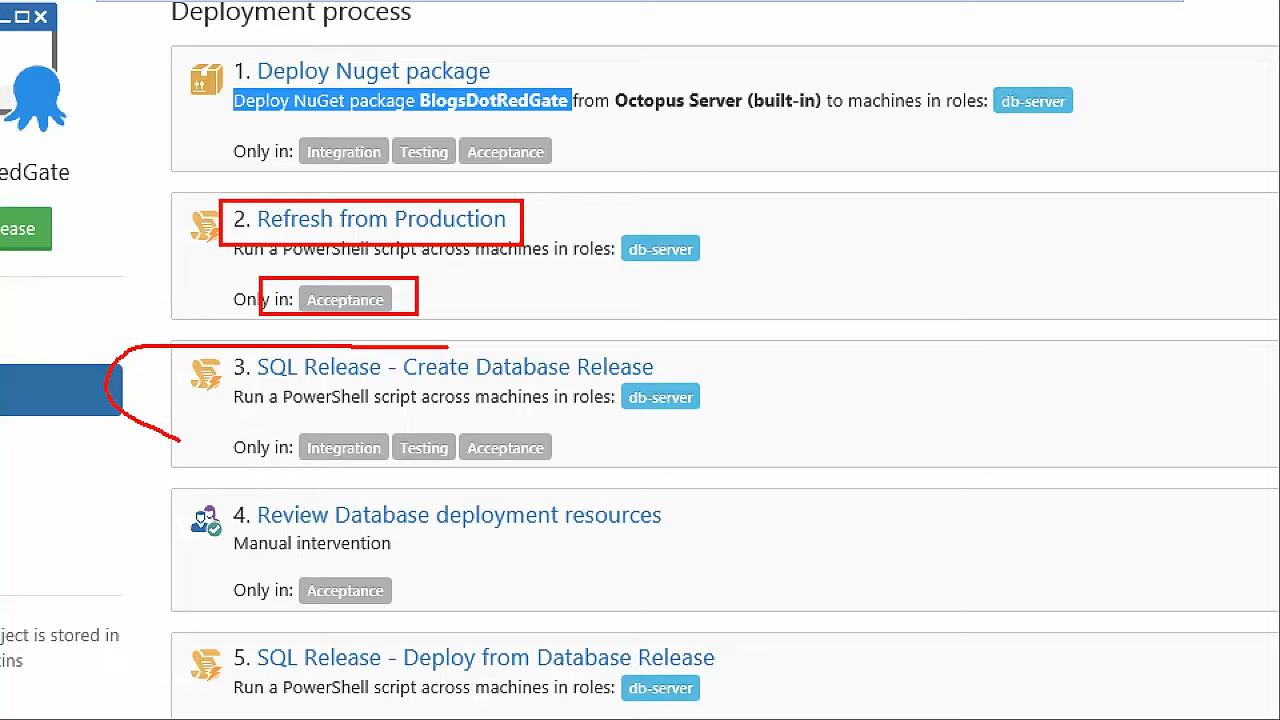 Deployment process
1. Deploy Nuget package
Deploy NuGet package BlogsDotRedGate from Octopus Server (built-in) to machines in roles: db-server
Only in: Integration Testing Acceptance
edGate
2. Refresh from Production
ease
Run a PowerShell script across machines in roles: db-server
Only in: Acceptance
3. SQL Release - Create Database Release
Run a PowerShell script across machines in roles: db-server
Only in: Integration Testing Acceptance
4. Review Database deployment resources
Manual intervention
Only in: Acceptance
ject is stored in
ins
5. SQL Release - Deploy from Database Release
Run a PowerShell script across machines in roles: db-server